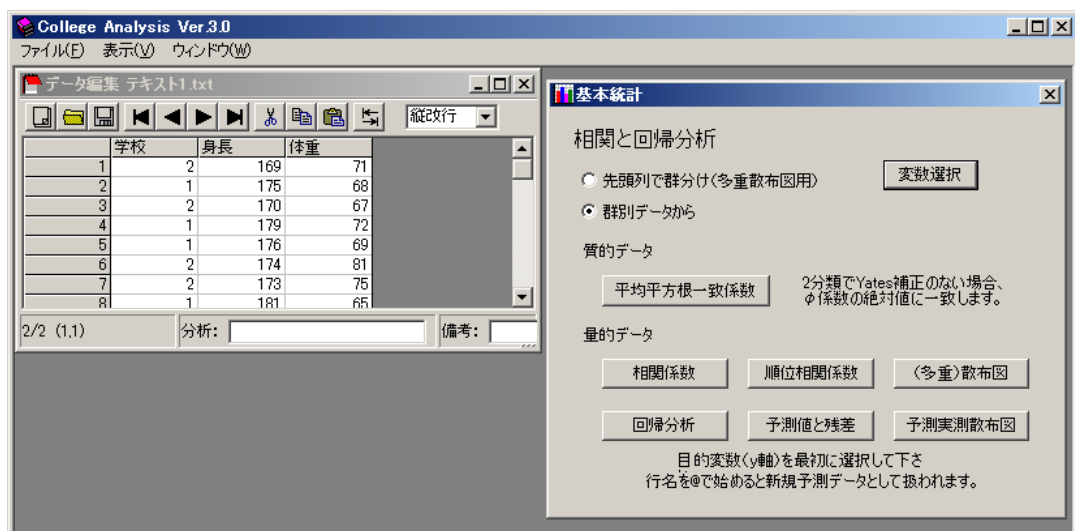 College Analysis Ver.3.0
ファイル(F) 表示(V) ウィンドウ(W)
データ編集 テキスト1.txt
縦改行
学校 身長 体重
1 2 169 71
2 1 175 68
3 2 170 67
4 1 179 72
5 1 176 69
6 2 174 81
7 2 173 75
8 1 181 65
2/2 (1,1) 分析: 備考:
基本統計
相関と回帰分析
先頭列で群分け(多重散布図用) 変数選択
群別データから
質的データ
平均平方根一致係数
2分類でYates補正のない場合、
φ係数の絶対値に一致します。
量的データ
相関係数 順位相関係数 (多重)散布図
回帰分析 予測値と残差 予測実測散布図
目的変数(y軸)を最初に選択して下さ
行名を@で始めると新規予測データとして扱われます。